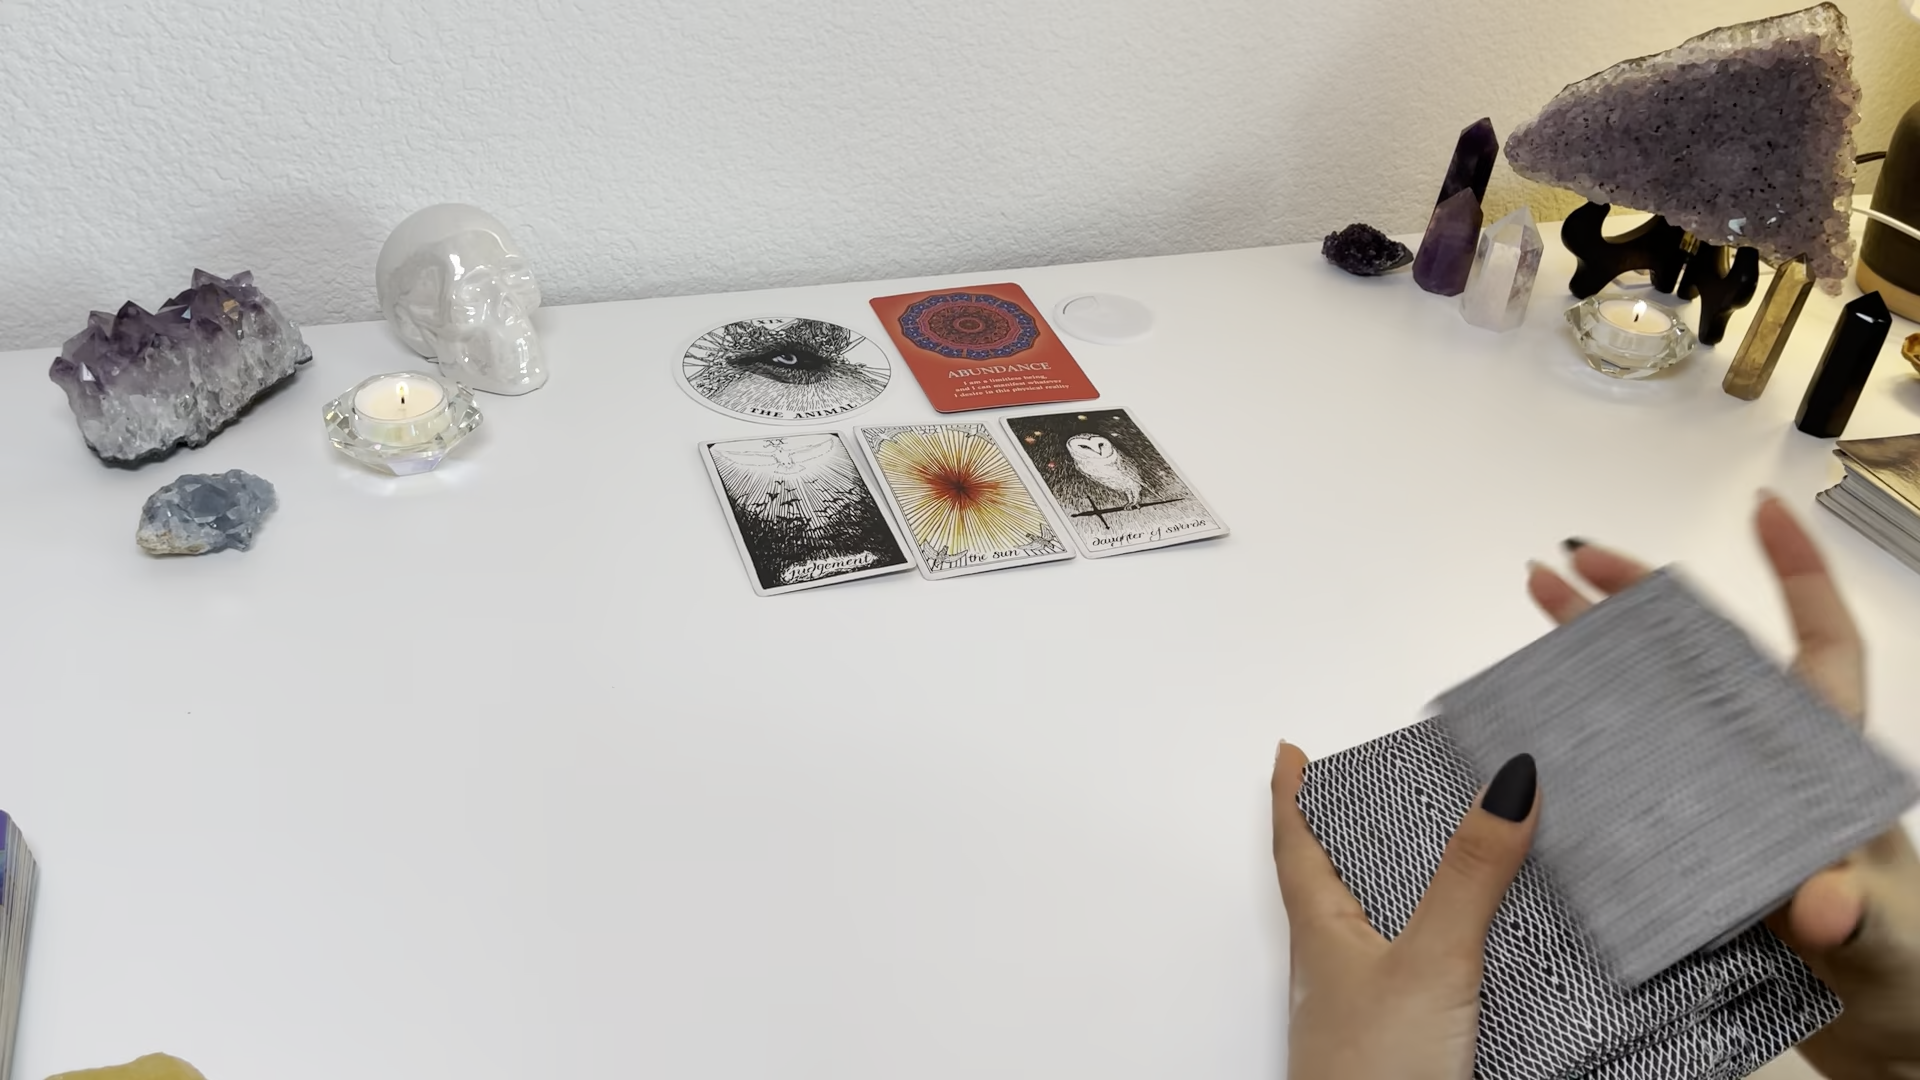 XIX
THE ANIMAL
ABUNDANCE
I am a limitless being,
and I can manifest whatever
I desire in this physical reality
judgement
the sun
daughter of swords